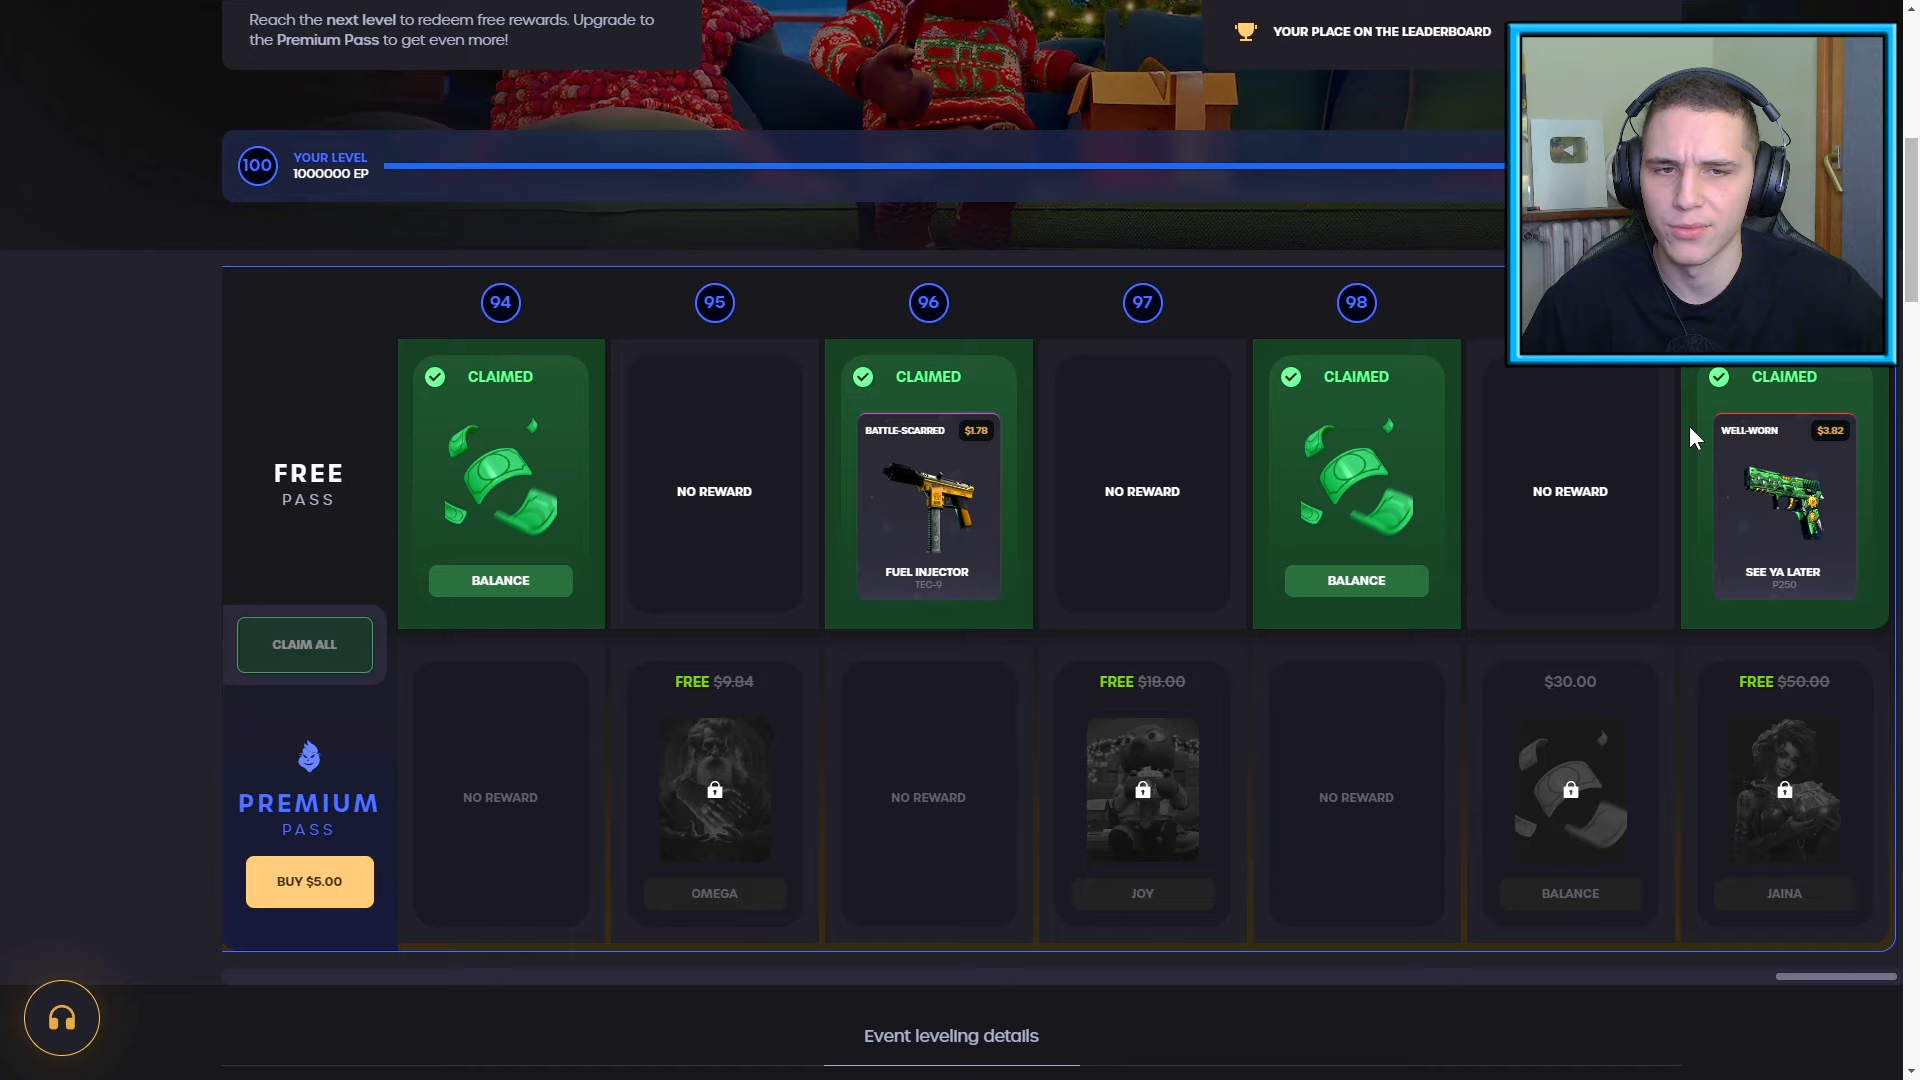 Reach the next level to redeem free rewards. Upgrade to
the Premium Pass to get even more!
YOUR PLACE ON THE LEADERBOARD
100
YOUR LEVEL
1000000 EP
94
95
96
97
98
FREE
PASS
CLAIMED
BALANCE
NO REWARD
CLAIMED
BATTLE-SCARRED $1.78
FUEL INJECTOR
TEC-9
NO REWARD
CLAIMED
BALANCE
NO REWARD
CLAIMED
WELL-WORN $3.82
SEE YA LATER
P250
CLAIM ALL
PREMIUM
PASS
BUY $5.00
NO REWARD
FREE $9.84
OMEGA
NO REWARD
FREE $18.00
JOY
NO REWARD
$30.00
BALANCE
FREE $50.00
JAINA
Event leveling details